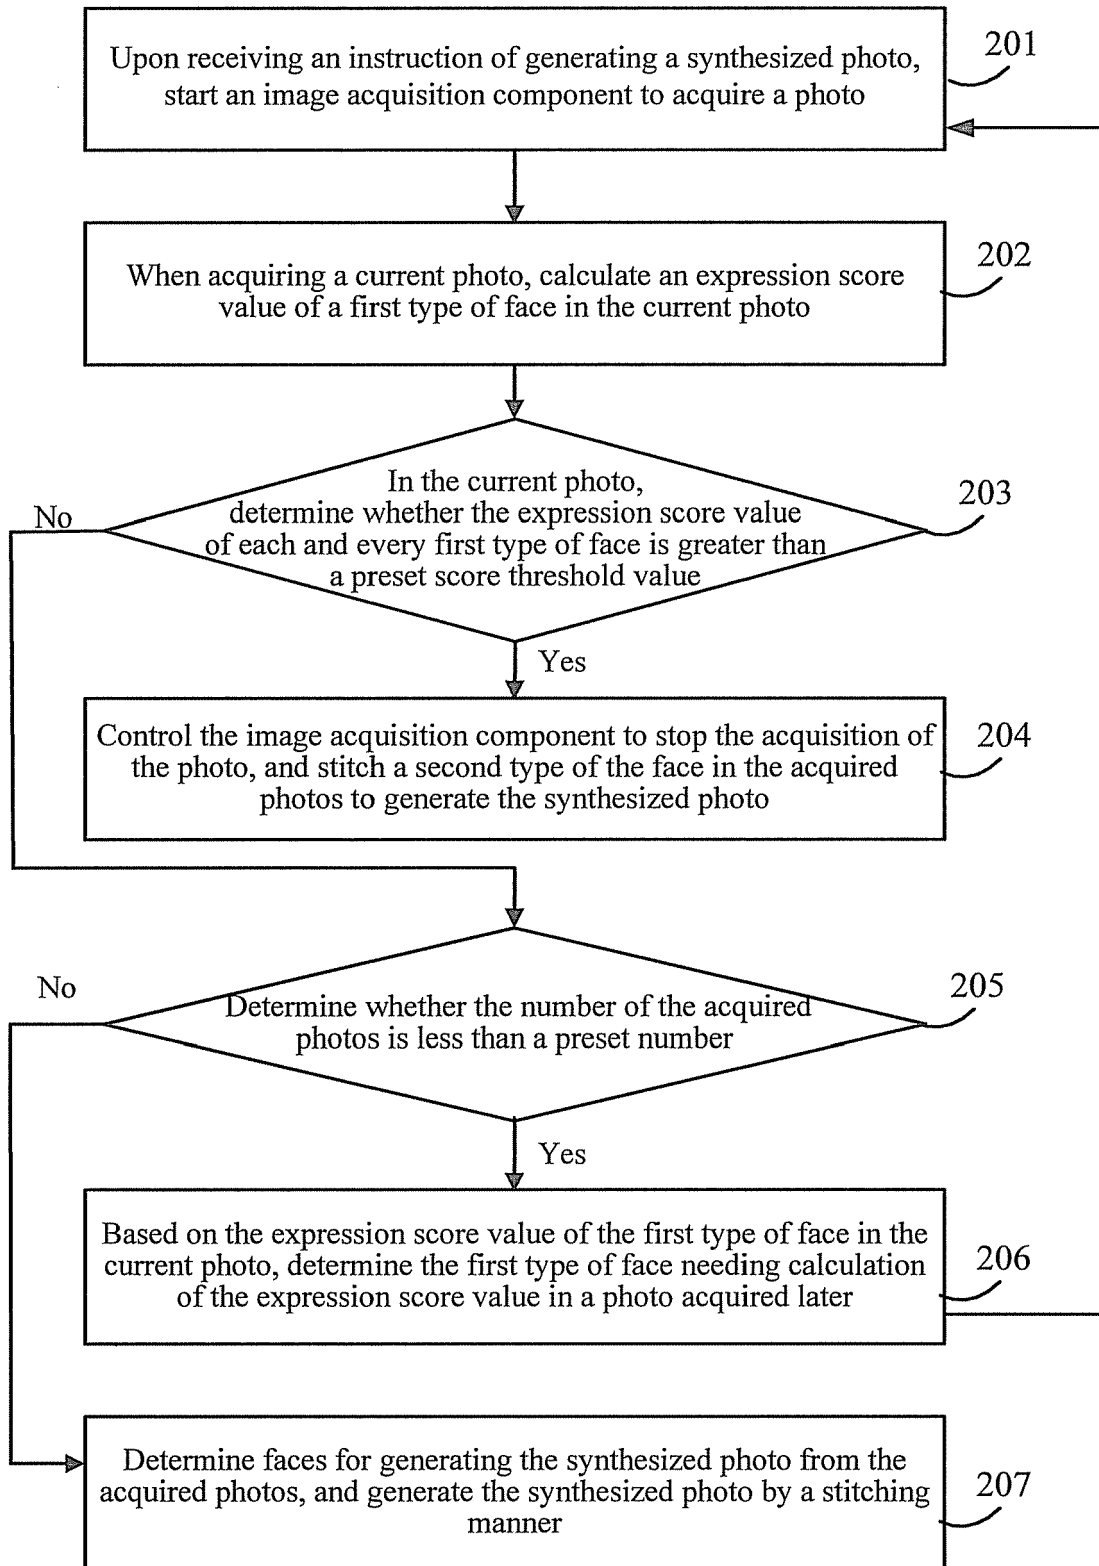 Upon receiving an instruction of generating a synthesized photo,
start an image acquisition component to acquire a photo
201
When acquiring a current photo, calculate an expression score
value of a first type of face in the current photo
202
In the current photo,
determine whether the expression score value
of each and every first type of face is greater than
a preset score threshold value
203
No
Yes
Control the image acquisition component to stop the acquisition of
the photo, and stitch a second type of the face in the acquired
photos to generate the synthesized photo
204
Determine whether the number of the acquired
photos is less than a preset number
205
No
Yes
Based on the expression score value of the first type of face in the
current photo, determine the first type of face needing calculation
of the expression score value in a photo acquired later
206
Determine faces for generating the synthesized photo from the
acquired photos, and generate the synthesized photo by a stitching
manner
207